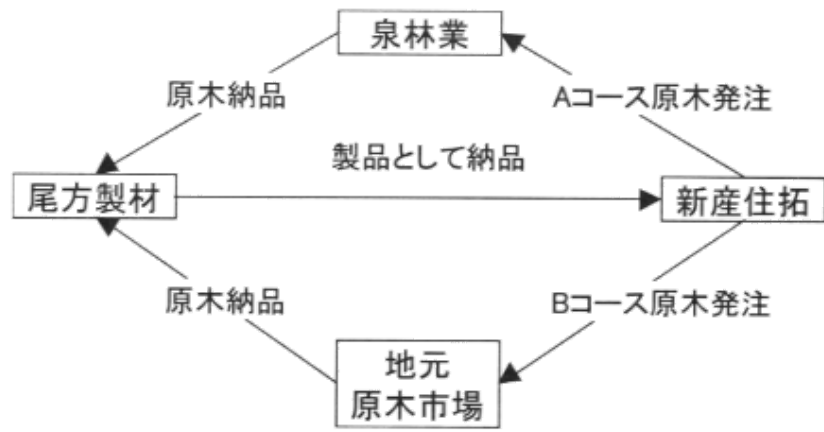 泉林業
原木納品
Aコース原木発注
製品として納品
尾方製材
新産住拓
原木納品
Bコース原木発注
地元
原木市場